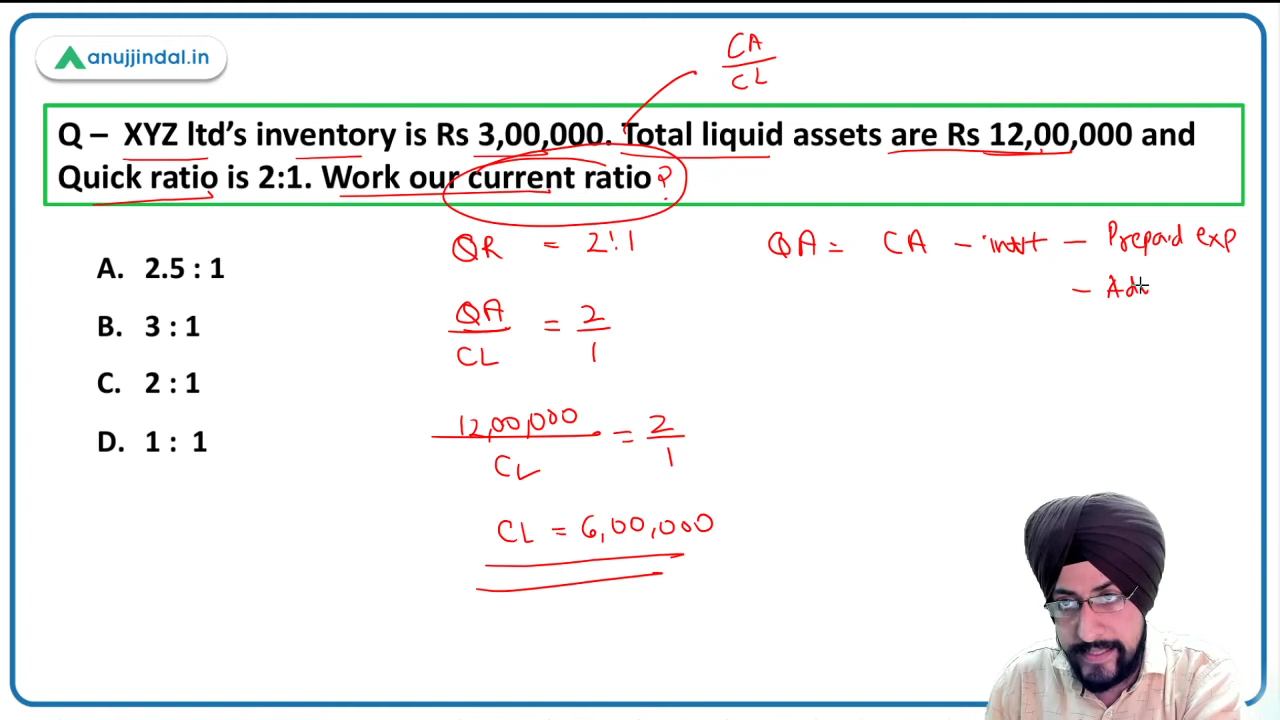 anujjindal.in
CA
CL
Q – XYZ ltd’s inventory is Rs 3,00,000. Total liquid assets are Rs 12,00,000 and
Quick ratio is 2:1. Work our current ratio ?
A. 2.5 : 1
B. 3 : 1
C. 2 : 1
D. 1 : 1
QR = 2:1
QA = 2
CL 1
12,00,000 = 2
CL 1
CL = 6,00,000
QA = CA - - Prepaid exp
- Ad